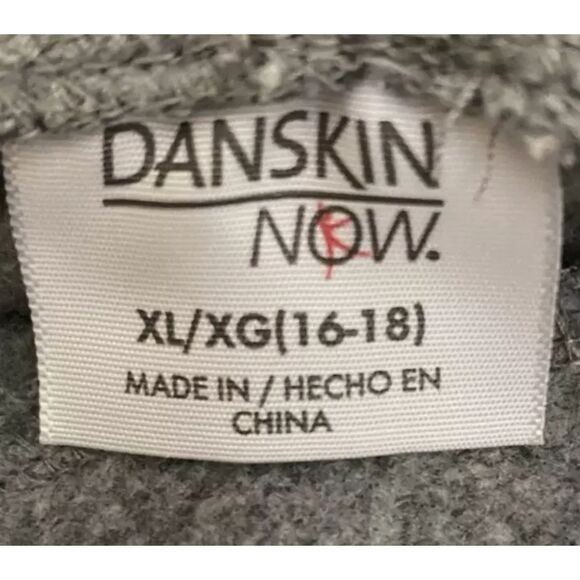 DANSKIN
NOW.
XL/XG(16-18)
MADE IN / HECHO EN
CHINA